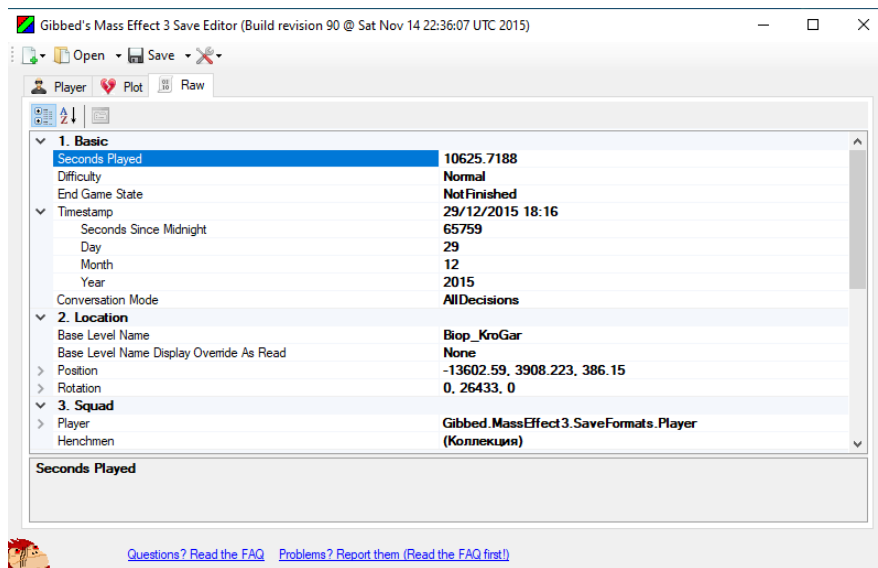 Gibbed's Mass Effect 3 Save Editor (Build revision 90 @ Sat Nov 14 22:36:07 UTC 2015)
Open Save
Player Plot Raw
1. Basic
Seconds Played 10625.7188
Difficulty Normal
End Game State NotFinished
Timestamp 29/12/2015 18:16
Seconds Since Midnight 65759
Day 29
Month 12
Year 2015
Conversation Mode AllDecisions
2. Location
Base Level Name Biop_KroGar
Base Level Name Display Override As Read None
Position -13602.59, 3908.223, 386.15
Rotation 0, 26433, 0
3. Squad
Player Gibbed.MassEffect3.SaveFormats.Player
Henchmen (Коллекция)
Seconds Played
Questions? Read the FAQ Problems? Report them (Read the FAQ first!)